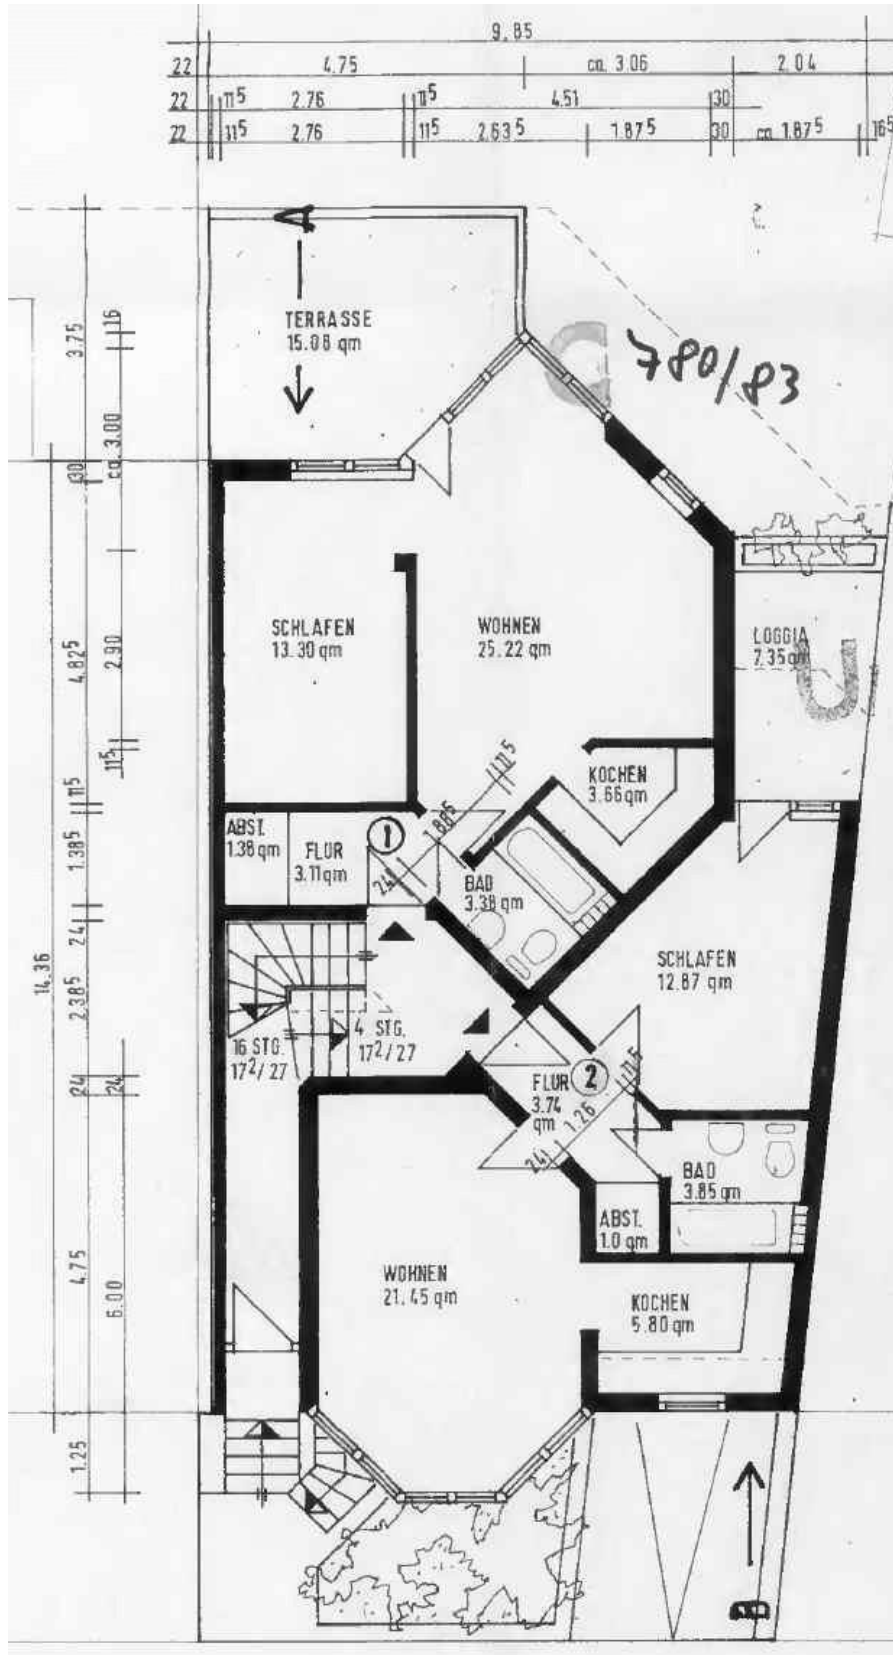 9.85
22 4.75 ca. 3.06 2.04
22 11⁵ 2.76 11⁵ 4.51 30
22 11⁵ 2.76 11⁵ 2.63⁵ 1.87⁵ 30 ca 1.87⁵ 16⁵
A
TERRASSE
15.08 qm
780/83
3.75
16
ca. 3.00
30
SCHLAFEN
13.30 qm
WOHNEN
25.22 qm
LOGGIA
7.35 qm
4.82⁵
2.90
11⁵
11⁵
KOCHEN
3.66 qm
11⁵
1.88⁵
24
ABST.
1.38 qm
FLUR
3.11 qm
1
BAD
3.38 qm
1.38⁵
24
14.36
2.38⁵
24
24
SCHLAFEN
12.87 qm
16 STG.
17²/27
4 STG.
17²/27
FLUR
3.74
qm
2
11⁵
1.26
24
BAD
3.85 qm
ABST.
1.0 qm
WOHNEN
21.45 qm
KOCHEN
5.80 qm
4.75
6.00
1.25
B